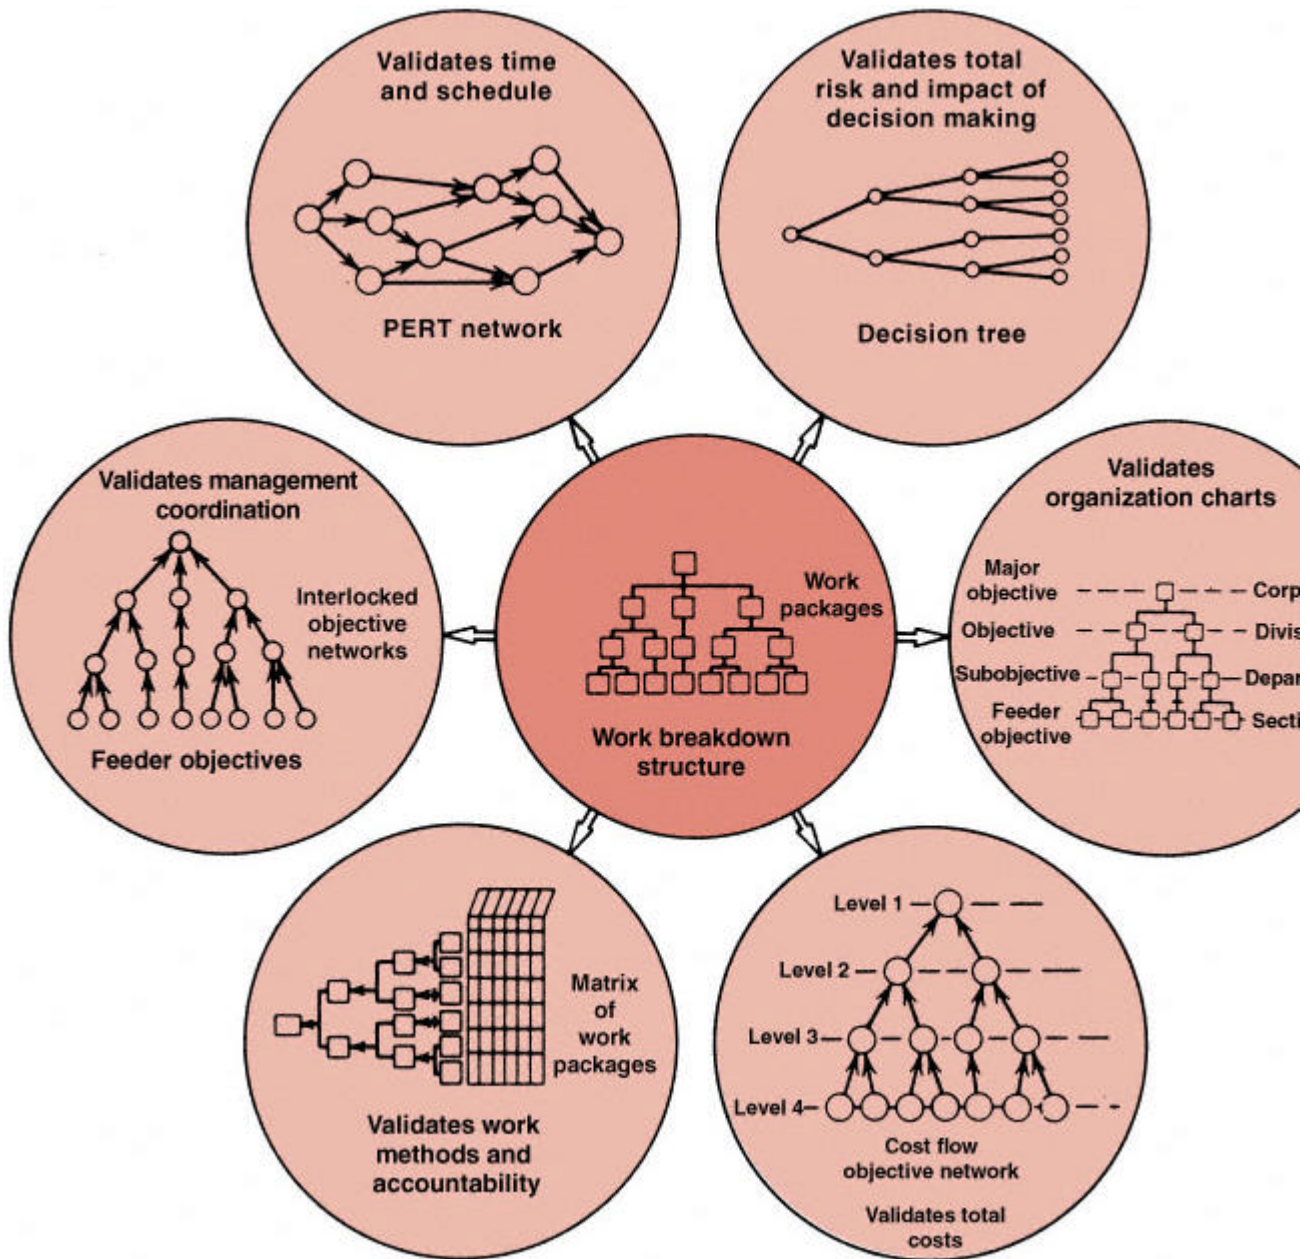 Validates time
and schedule
PERT network
Validates total
risk and impact of
decision making
Decision tree
Validates management
coordination
Interlocked
objective
networks
Feeder objectives
Work
packages
Work breakdown
structure
Validates
organization charts
Major
objective
Corp
Objective
Divis
Subobjective
Depar
Feeder
objective
Secti
Matrix
of
work
packages
Validates work
methods and
accountability
Level 1
Level 2
Level 3
Level 4
Cost flow
objective network
Validates total
costs